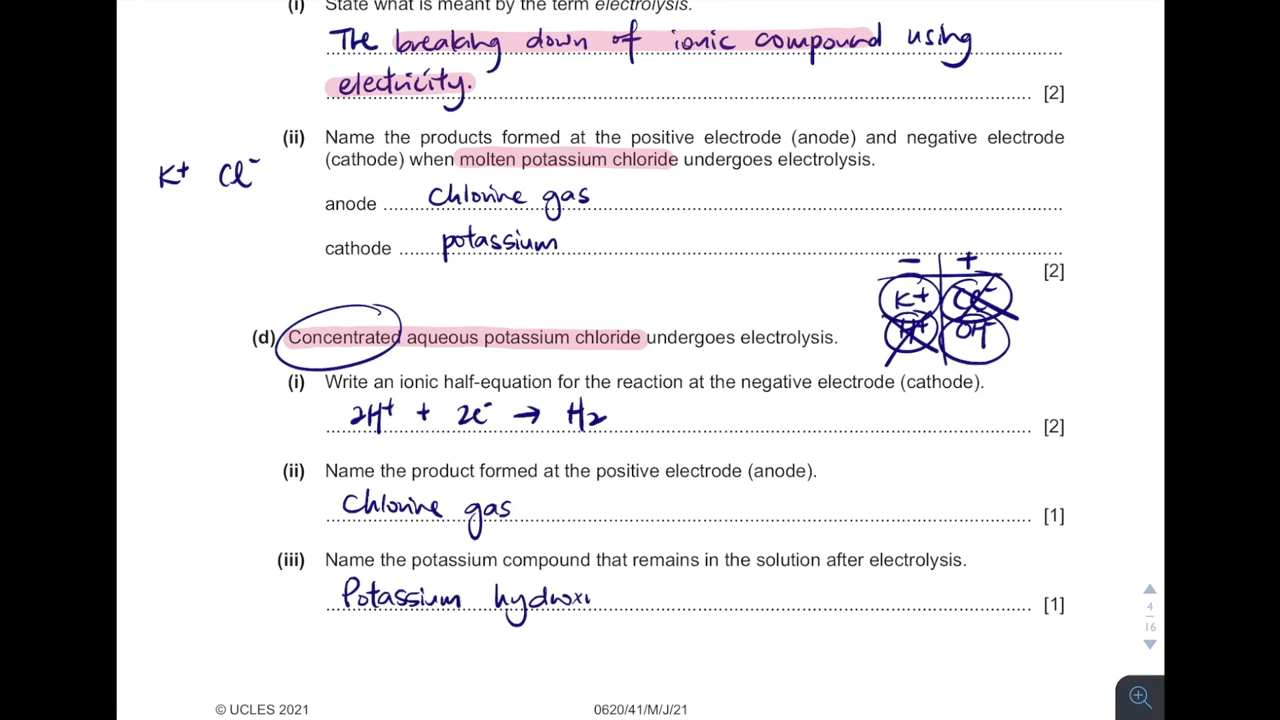 (i) State what is meant by the term electrolysis.
The breaking down of ionic compound using
electricity. [2]
(ii) Name the products formed at the positive electrode (anode) and negative electrode
(cathode) when molten potassium chloride undergoes electrolysis.
K+ Cl-
anode chlorine gas
cathode potassium
[2]
- +
K+ Cl-
H+ OH-
(d) Concentrated aqueous potassium chloride undergoes electrolysis.
(i) Write an ionic half-equation for the reaction at the negative electrode (cathode).
2H+ + 2e- → H2 [2]
(ii) Name the product formed at the positive electrode (anode).
Chlorine gas [1]
(iii) Name the potassium compound that remains in the solution after electrolysis.
Potassium hydroxi [1]
4
16
© UCLES 2021 0620/41/M/J/21